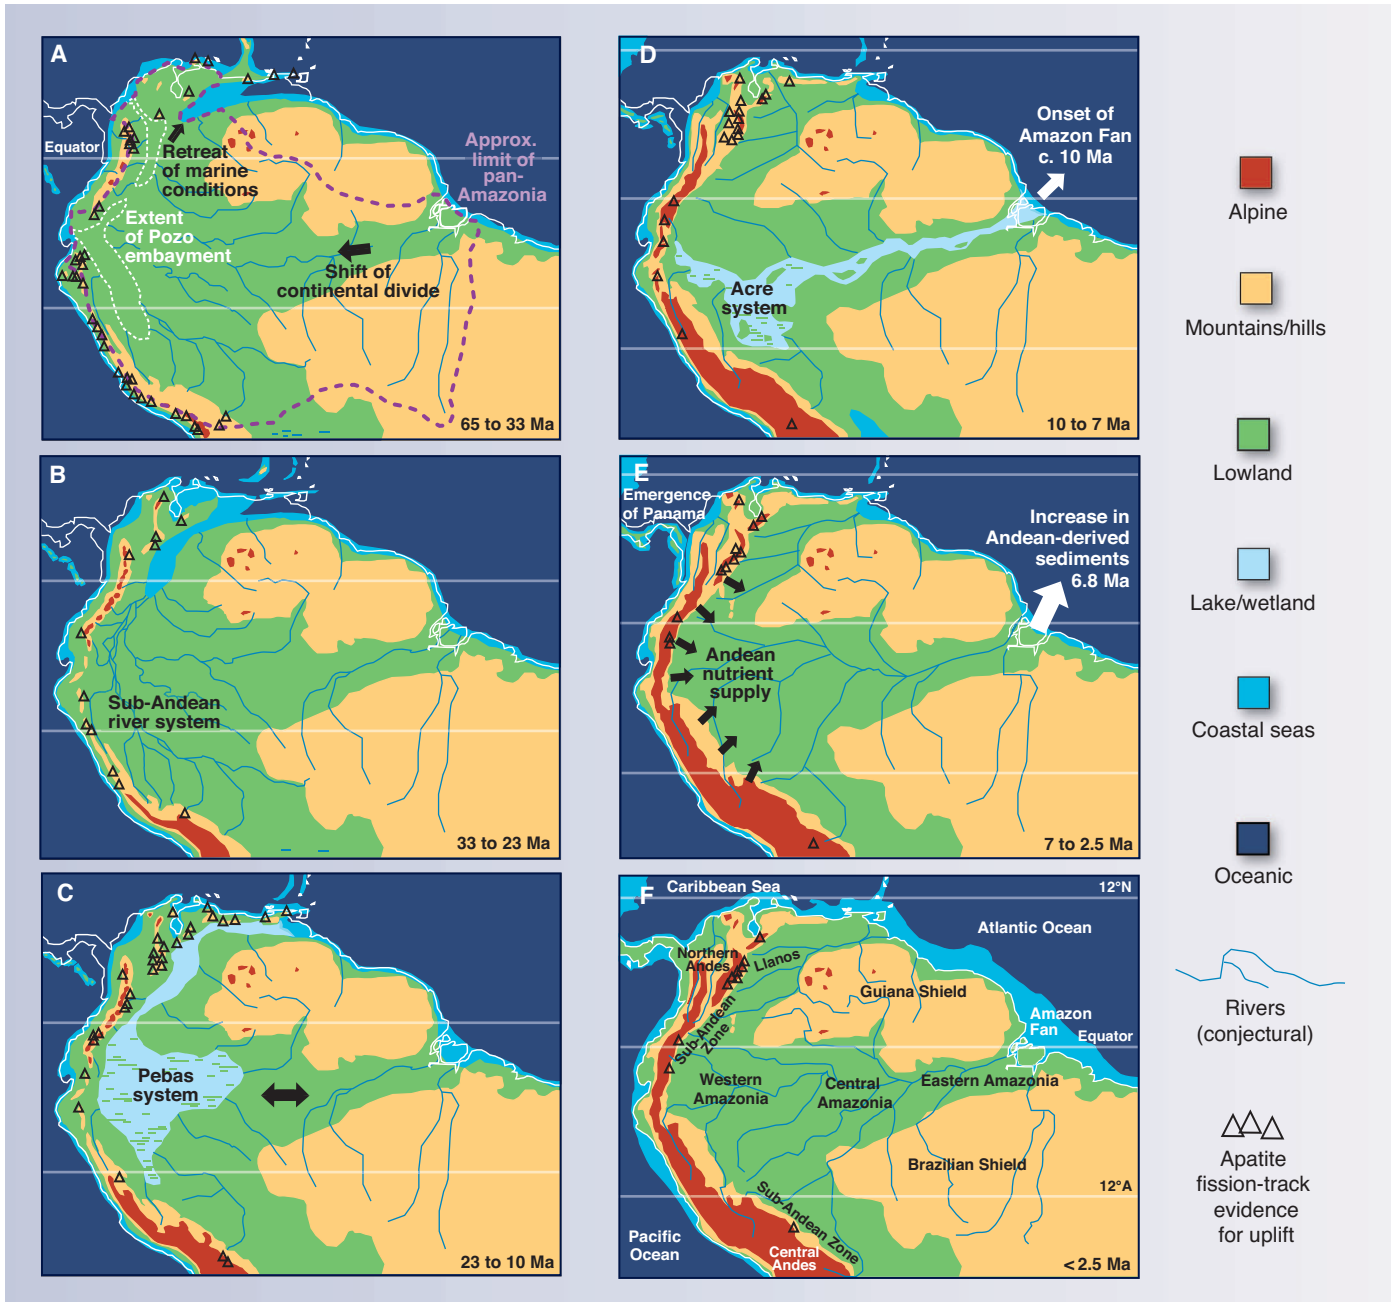 A
Equator
Retreat
of marine
conditions
Approx.
limit of
pan-
Amazonia
Extent
of Pozo
embayment
Shift of
continental divide
65 to 33 Ma
B
Sub-Andean
river system
33 to 23 Ma
C
Pebas
system
23 to 10 Ma
D
Onset of
Amazon Fan
c. 10 Ma
Acre
system
10 to 7 Ma
E
Emergence
of Panama
Increase in
Andean-derived
sediments
6.8 Ma
Andean
nutrient
supply
7 to 2.5 Ma
F
Caribbean Sea
12°N
Atlantic Ocean
Northern
Andes
Llanos
Guiana Shield
Sub-Andean
Zone
Amazon
Fan
Equator
Western
Amazonia
Central
Amazonia
Eastern Amazonia
Brazilian Shield
12°A
Sub-Andean Zone
Pacific
Ocean
Central
Andes
<2.5 Ma
Alpine
Mountains/hills
Lowland
Lake/wetland
Coastal seas
Oceanic
Rivers
(conjectural)
Apatite
fission-track
evidence
for uplift